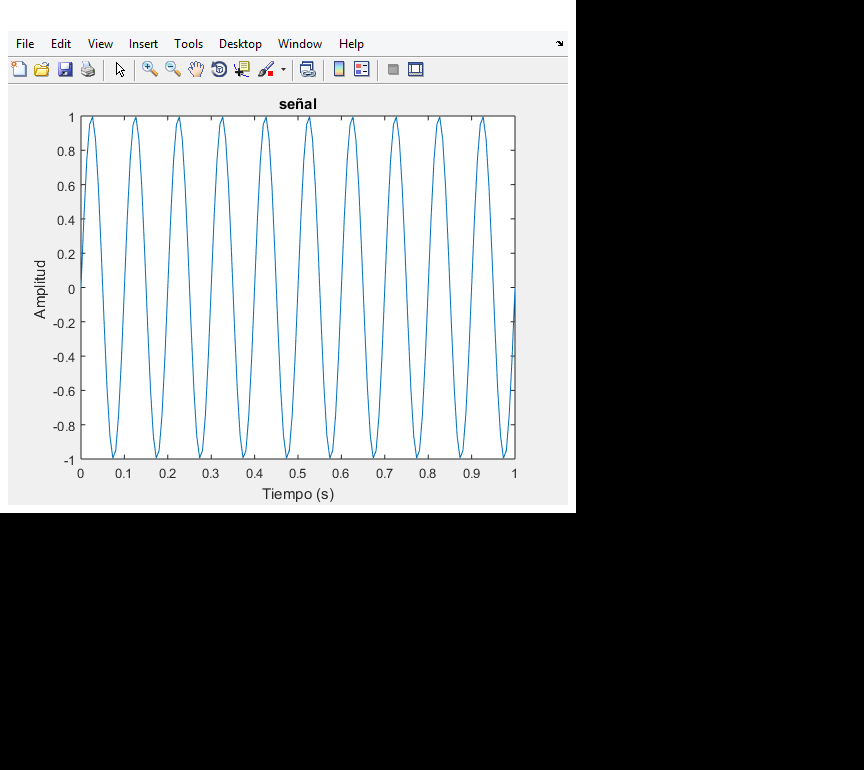 File Edit View Insert Tools Desktop Window Help
señal
1
0.8
0.6
0.4
0.2
0
-0.2
-0.4
-0.6
-0.8
-1
Amplitud
0 0.1 0.2 0.3 0.4 0.5 0.6 0.7 0.8 0.9 1
Tiempo (s)